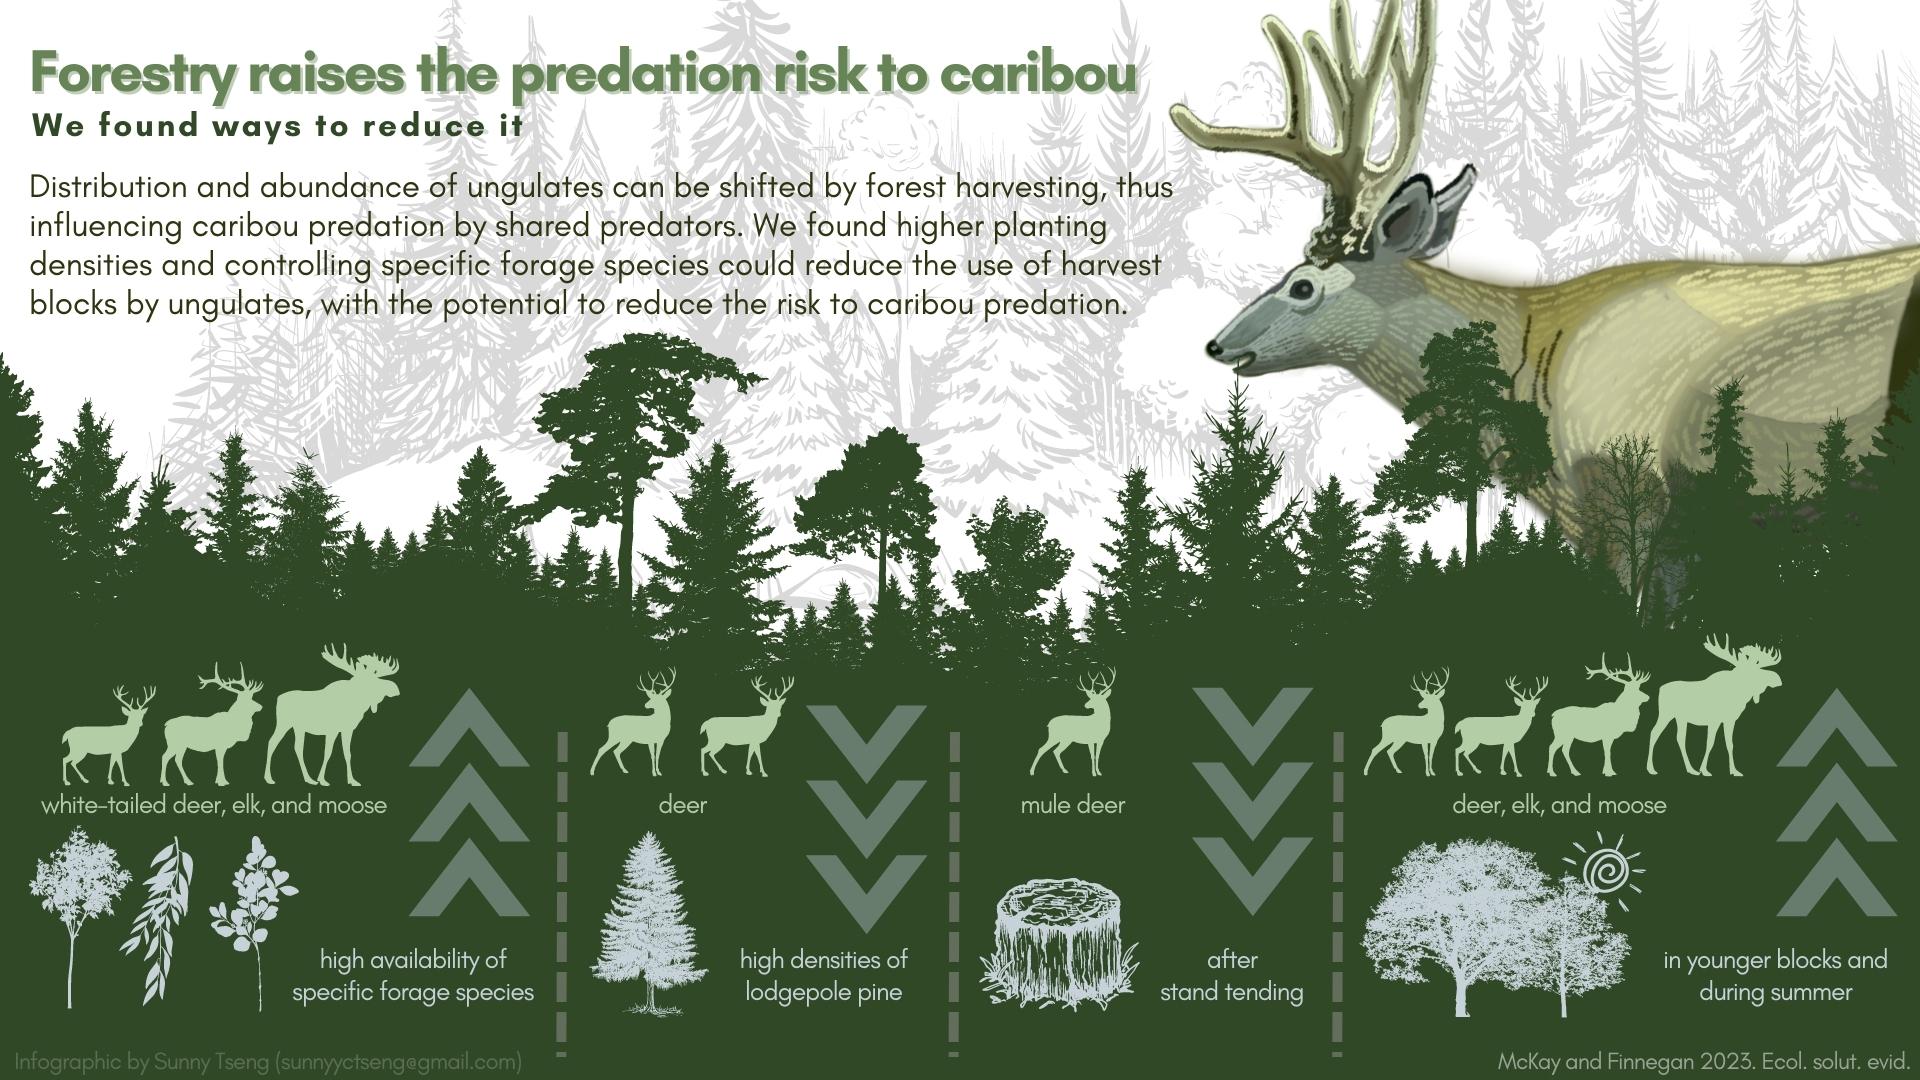 Forestry raises the predation risk to caribou
We found ways to reduce it
Distribution and abundance of ungulates can be shifted by forest harvesting, thus
influencing caribou predation by shared predators. We found higher planting
densities and controlling specific forage species could reduce the use of harvest
blocks by ungulates, with the potential to reduce the risk to caribou predation.
white-tailed deer, elk, and moose
high availability of
specific forage species
deer
high densities of
lodgepole pine
mule deer
after
stand tending
deer, elk, and moose
in younger blocks and
during summer
Infographic by Sunny Tseng (sunnyyctseng@gmail.com)
McKay and Finnegan 2023. Ecol. solut. evid.